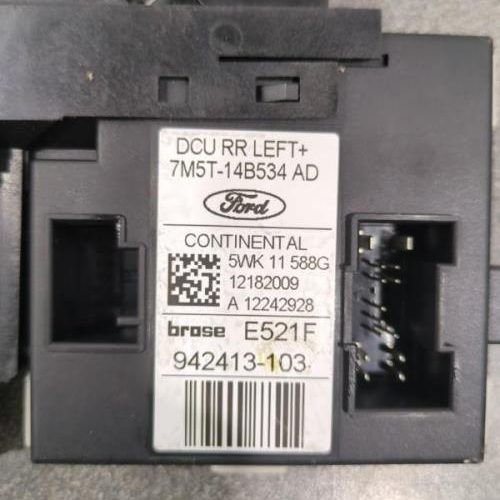 DCU RR LEFT+
7M5T-14B534 AD
Ford
CONTINENTAL
5WK 11 588G
12182009
A 12242928
brose E521F
942413-103